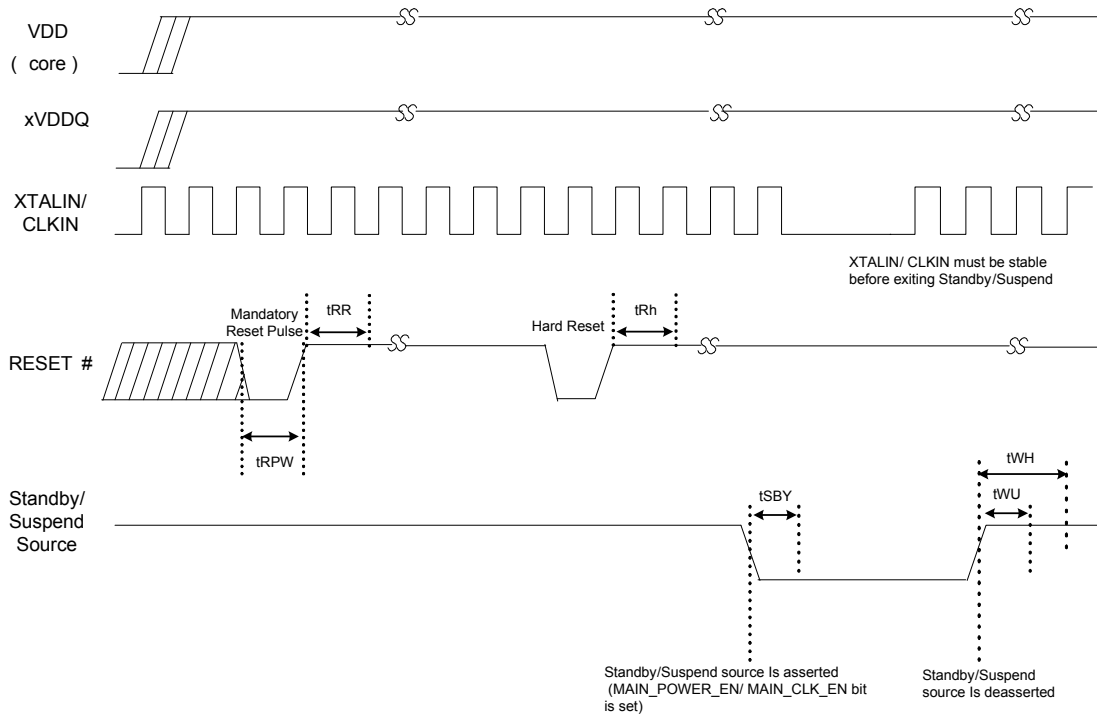 VDD
( core )
xVDDQ
XTALIN/
CLKIN
XTALIN/ CLKIN must be stable
before exiting Standby/Suspend
Mandatory
Reset Pulse
tRR
Hard Reset
tRh
RESET #
tRPW
tWH
Standby/
Suspend
Source
tSBY
tWU
Standby/Suspend source Is asserted
(MAIN_POWER_EN/ MAIN_CLK_EN bit
is set)
Standby/Suspend
source Is deasserted